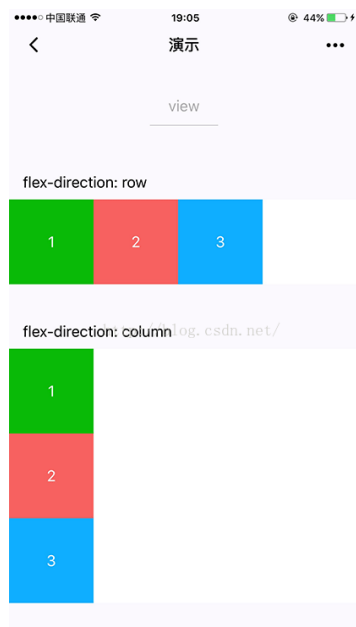 中国联通 19:05 44%
演示
view
flex-direction: row
1 2 3
flex-direction: column
1
2
3